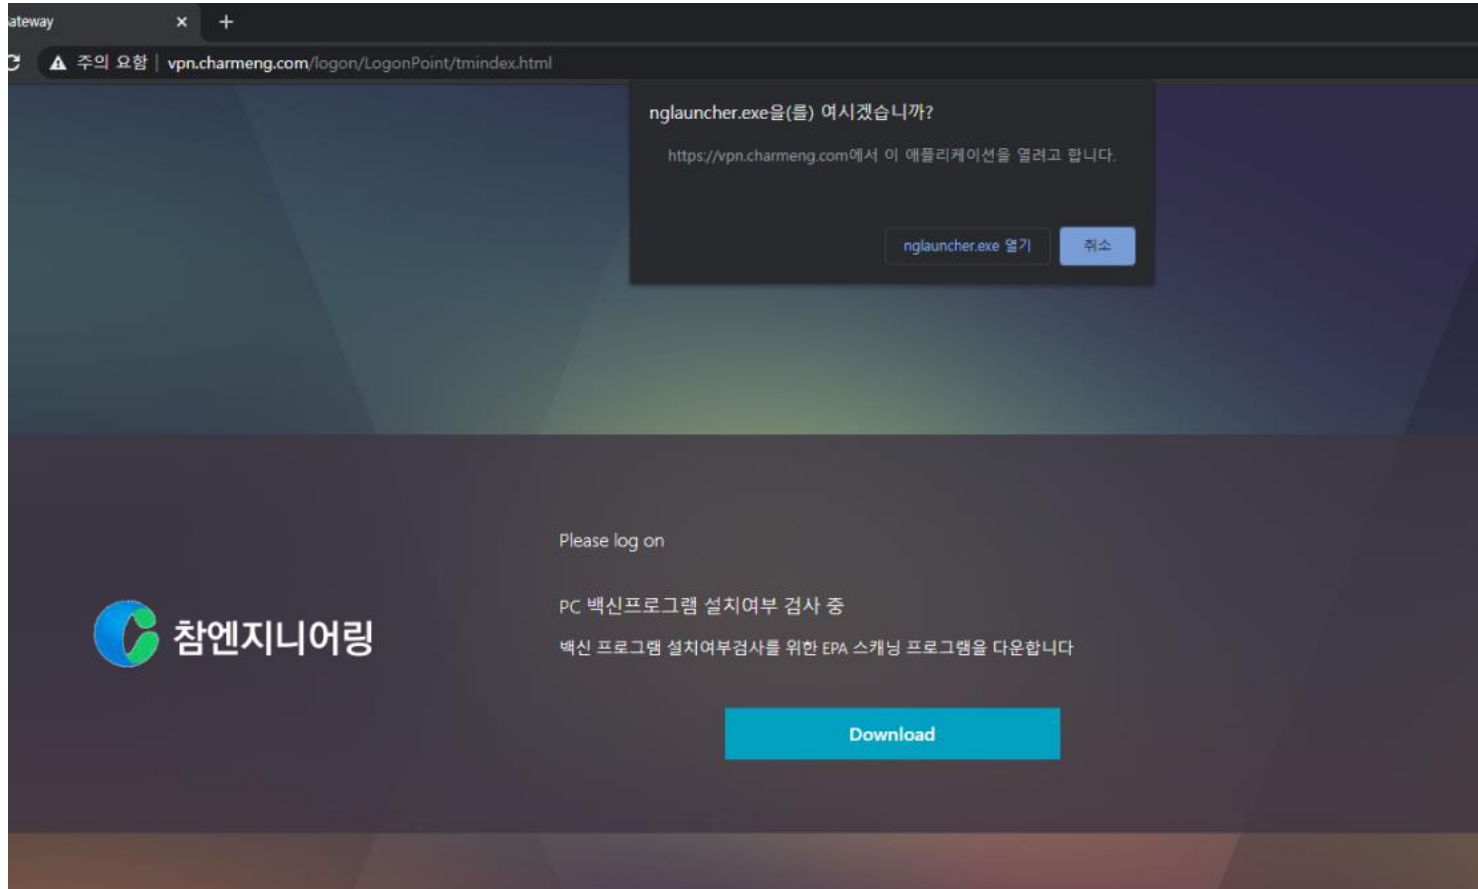 ateway
주의 요함 | vpn.charmeng.com/logon/LogonPoint/tmindex.html
nglauncher.exe을(를) 여시겠습니까?
https://vpn.charmeng.com에서 이 애플리케이션을 열려고 합니다.
nglauncher.exe 열기 취소
Please log on
PC 백신프로그램 설치여부 검사 중
참엔지니어링
백신 프로그램 설치여부검사를 위한 EPA 스캐닝 프로그램을 다운합니다
Download